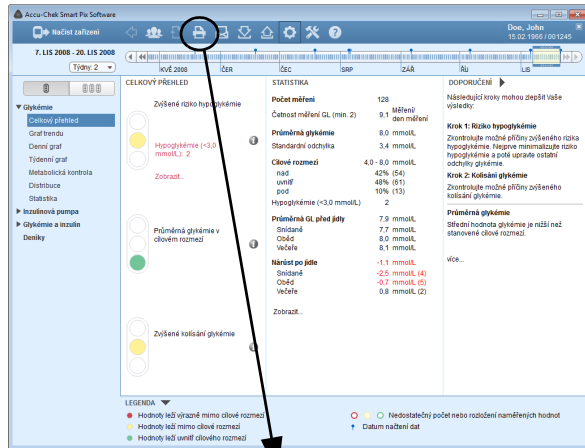 Accu-Chek Smart Pix Software
Načíst zařízení
Doe, John
15.02.1966 / 001245
7. LIS 2008 - 20. LIS 2008
Týdny: 2
KVĚ 2008 ČER ČEC SRP ZÁŘ ŘÍJ LIS
Glykémie
Celkový přehled
Graf trendu
Denní graf
Týdenní graf
Metabolická kontrola
Distribuce
Statistika
Inzulínová pumpa
Glykémie a inzulín
Deníky
CELKOVÝ PŘEHLED
Zvýšené riziko hypoglykémie
Hypoglykémie (<3,0
mmol/L): 2
Zobrazit...
Průměrná glykémie v
cílovém rozmezí
Zvýšené kolísání glykémie
STATISTIKA
Počet měření 128
Četnost měření GL (min. 2) 9,1 Měření/
den měření
Průměrná glykémie 8,0 mmol/L
Standardní odchylka 3,4 mmol/L
Cílové rozmezí 4,0 - 8,0 mmol/L
nad 42% (54)
uvnitř 48% (61)
pod 10% (13)
Hypoglykémie (<3,0 mmol/L) 2
Průměrná GL před jídly 7,9 mmol/L
Snídaně 7,7 mmol/L
Oběd 8,0 mmol/L
Večeře 8,1 mmol/L
Nárůst po jídle -1,1 mmol/L
Snídaně -2,5 mmol/L (4)
Oběd -0,7 mmol/L (5)
Večeře 0,8 mmol/L (2)
Zobrazit...
DOPORUČENÍ
Následující kroky mohou zlepšit Vaše
výsledky:
Krok 1: Riziko hypoglykémie
Zkontrolujte možné příčiny zvýšeného rizika
hypoglykémie. Nejprve minimalizujte riziko
hypoglykémie a poté upravte ostatní
odchylky glykémie.
Krok 2: Kolísání glykémie
Zkontrolujte možné příčiny zvýšeného
kolísání glykémie.
Průměrná glykémie
Střední hodnota glykémie je nižší než
stanovené cílové rozmezí.
více...
LEGENDA
Hodnoty leží výrazně mimo cílové rozmezí
Hodnoty leží mimo cílové rozmezí
Hodnoty leží uvnitř cílového rozmezí
Nedostatečný počet nebo rozložení naměřených hodnot
Datum načtení dat